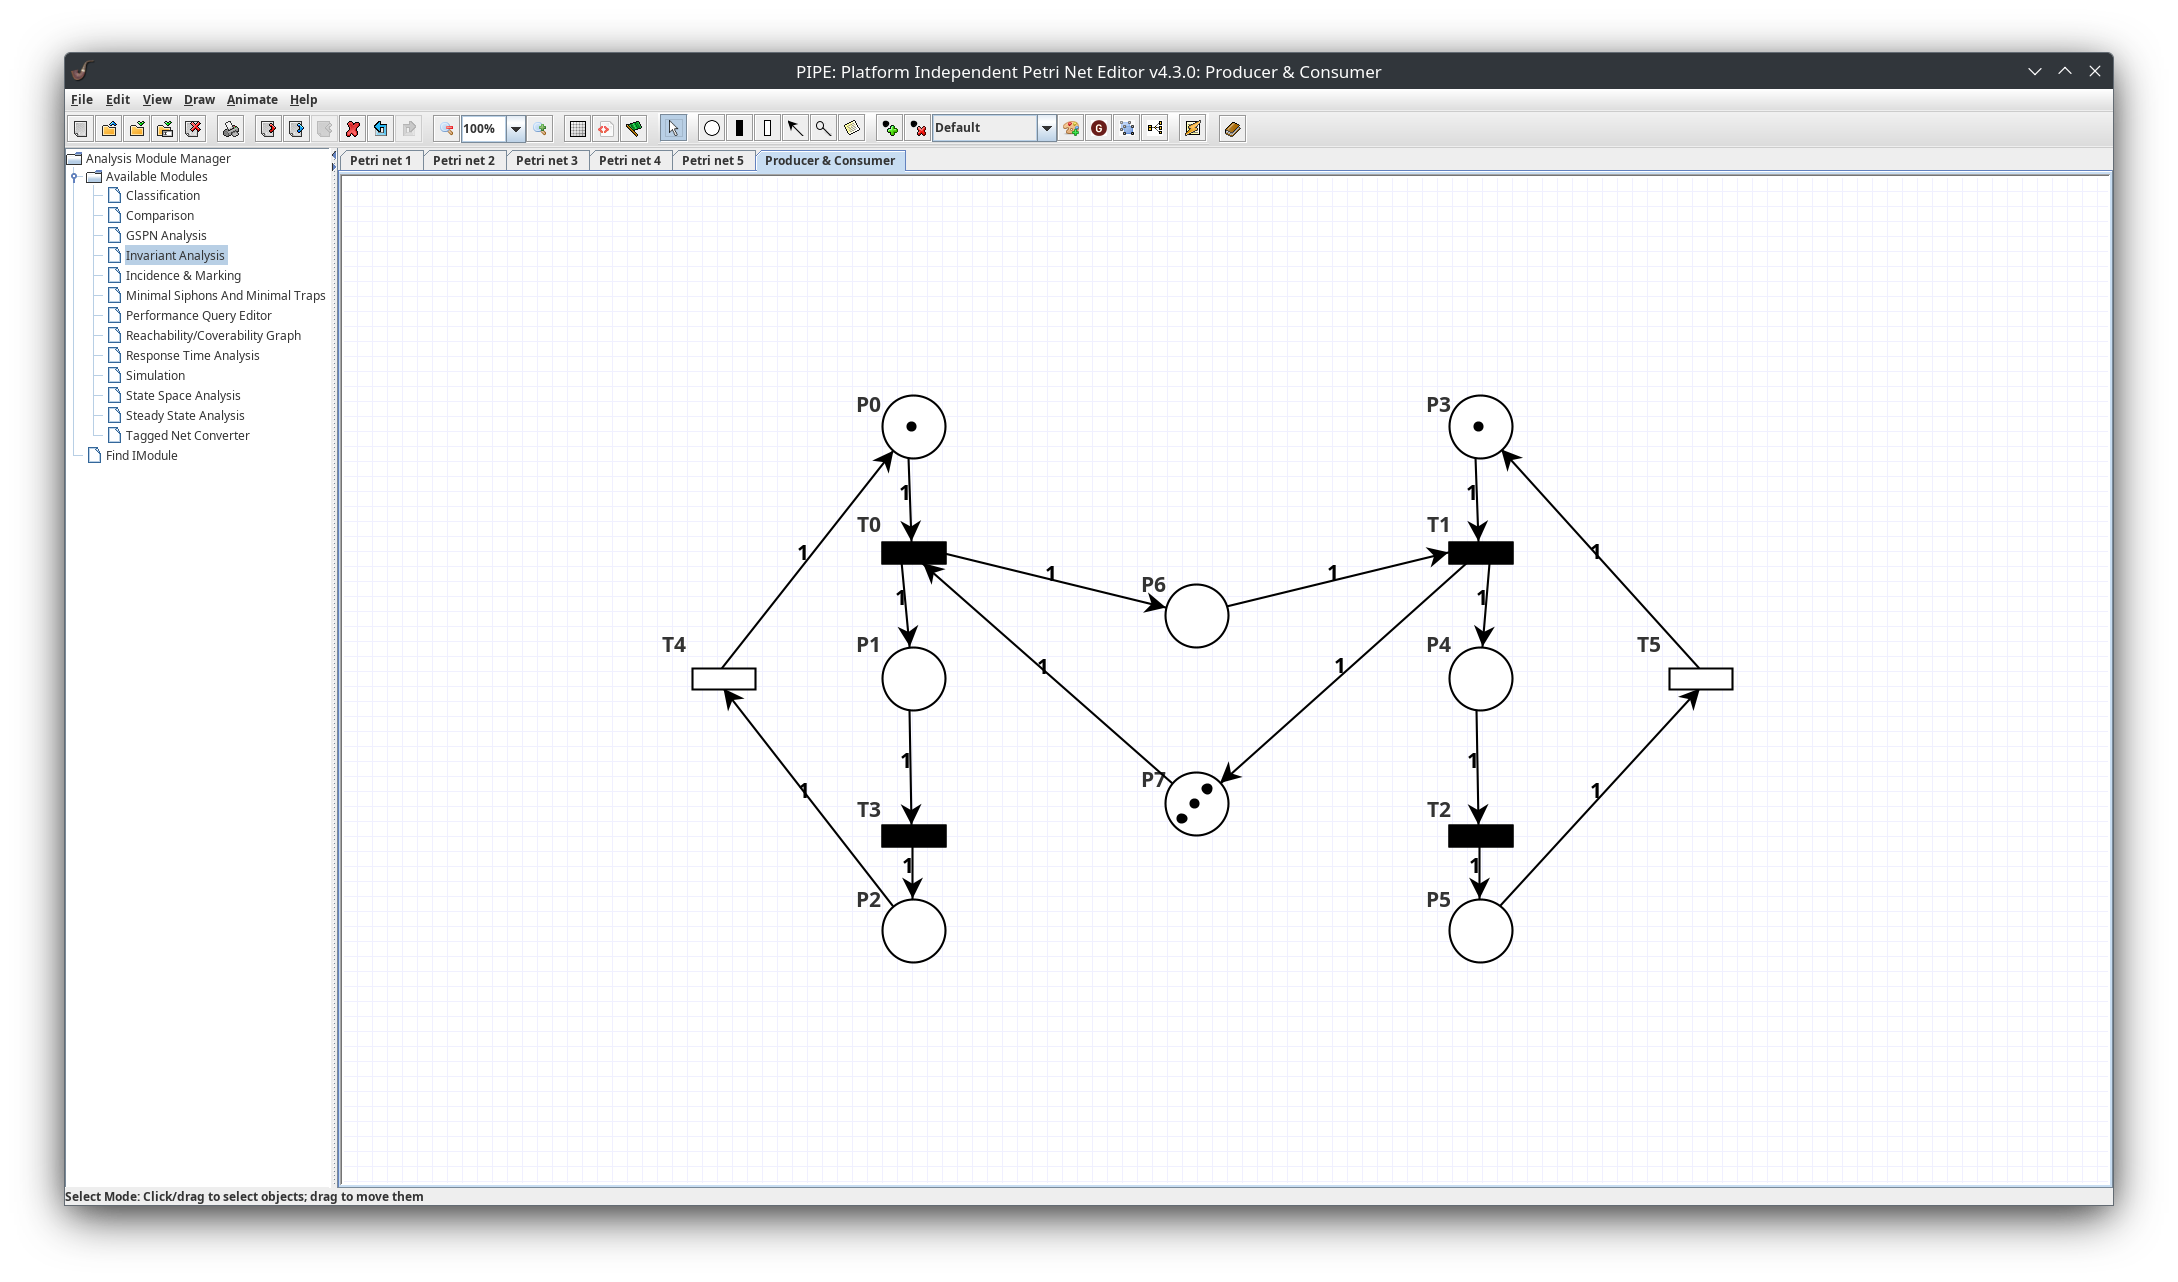 PIPE: Platform Independent Petri Net Editor v4.3.0: Producer & Consumer
File Edit View Draw Animate Help
100% Default G
Analysis Module Manager
Available Modules
Classification
Comparison
GSPN Analysis
Invariant Analysis
Incidence & Marking
Minimal Siphons And Minimal Traps
Performance Query Editor
Reachability/Coverability Graph
Response Time Analysis
Simulation
State Space Analysis
Steady State Analysis
Tagged Net Converter
Find IModule
Petri net 1 Petri net 2 Petri net 3 Petri net 4 Petri net 5 Producer & Consumer
P0 P3
1 1
T0 T1
1 1 1 1
P6
1 1
T4 P1 P4 T5
1 1
1 1
P7
1 1
T3 T2
1 1
P2 P5
Select Mode: Click/drag to select objects; drag to move them